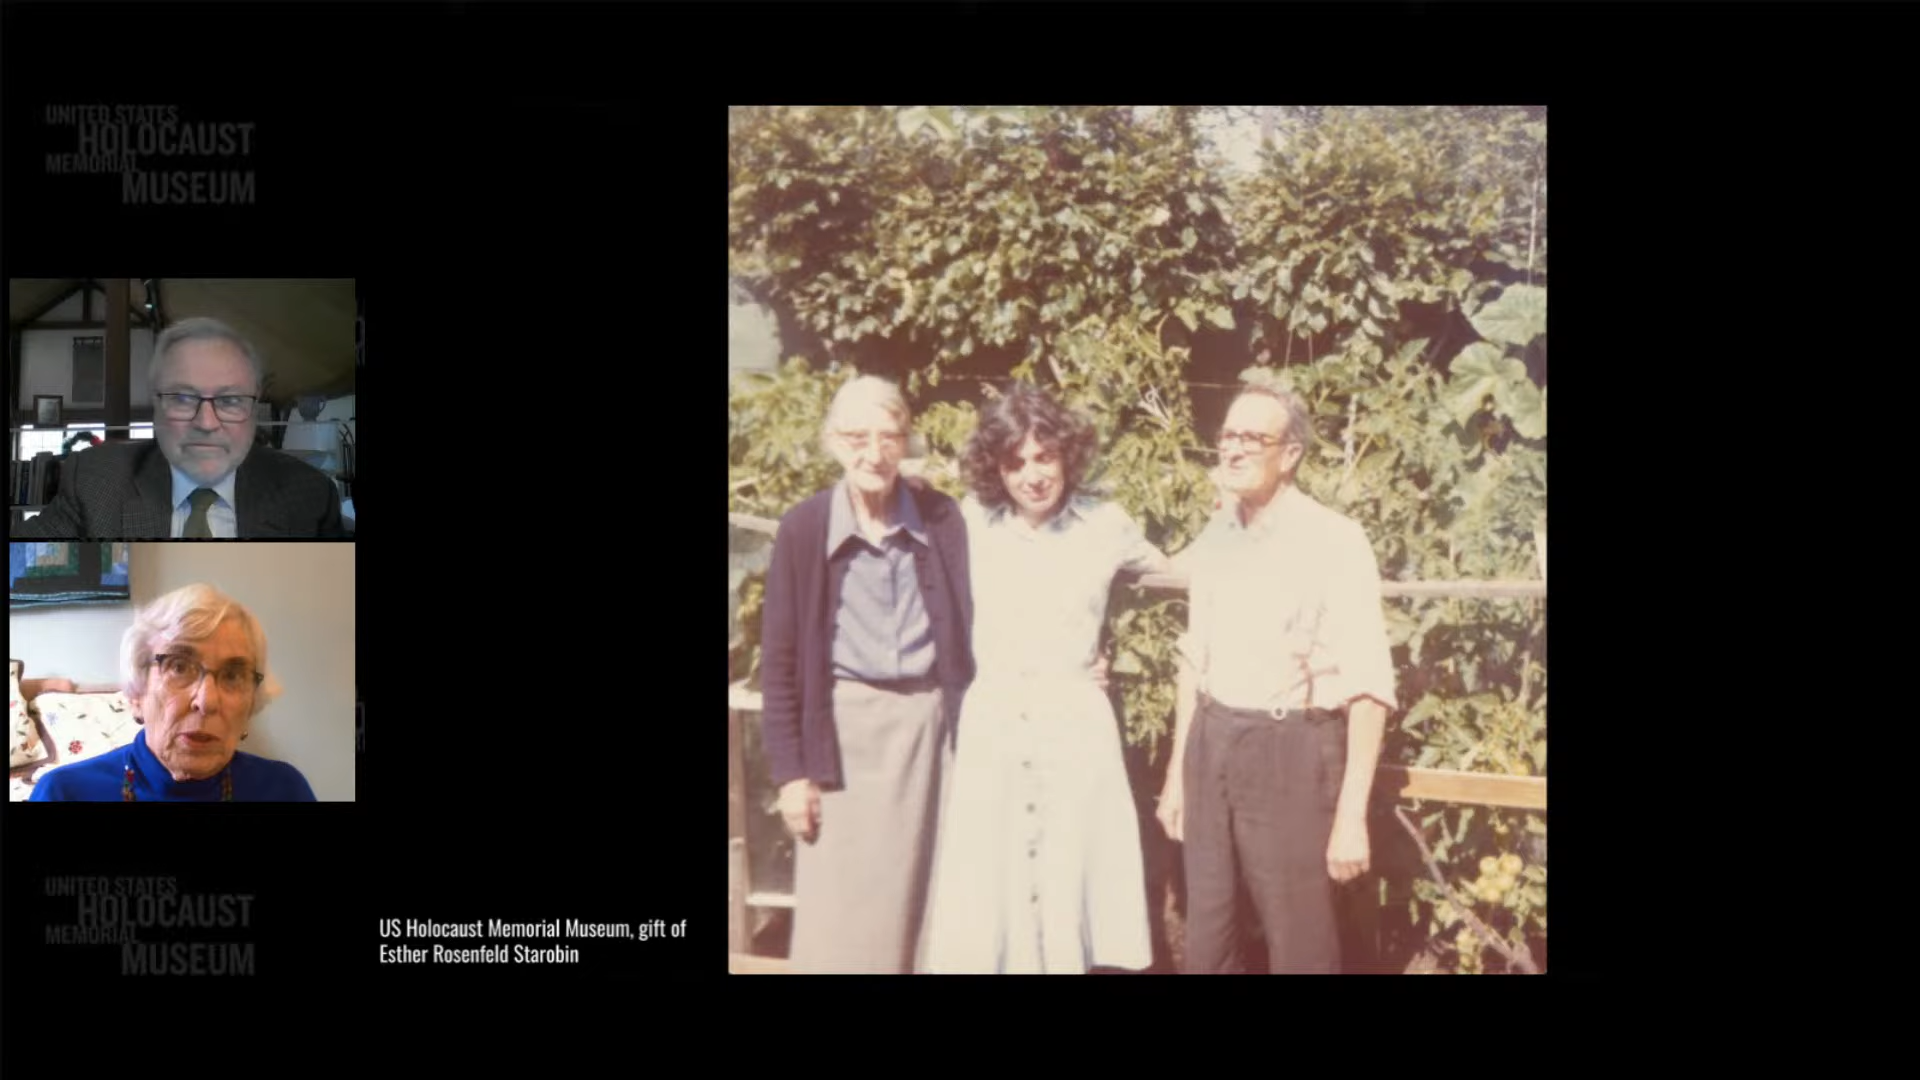 UNITED STATES
HOLOCAUST
MEMORIAL
MUSEUM
UNITED STATES
HOLOCAUST
MEMORIAL
MUSEUM
US Holocaust Memorial Museum, gift of
Esther Rosenfeld Starobin